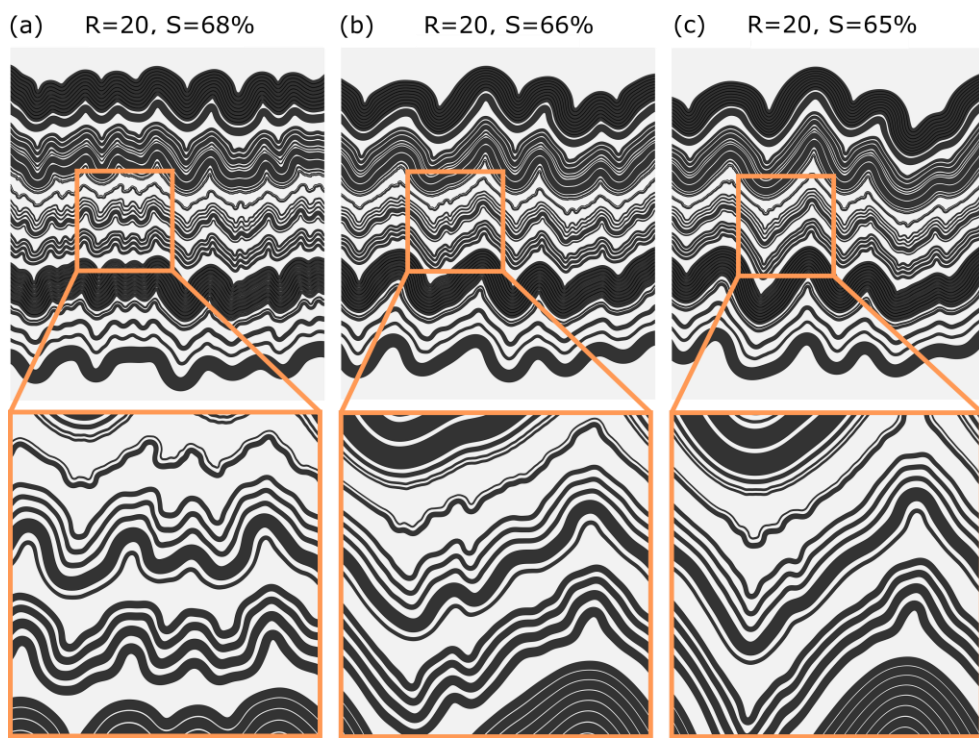 (a) R=20, S=68%
(b) R=20, S=66%
(c) R=20, S=65%